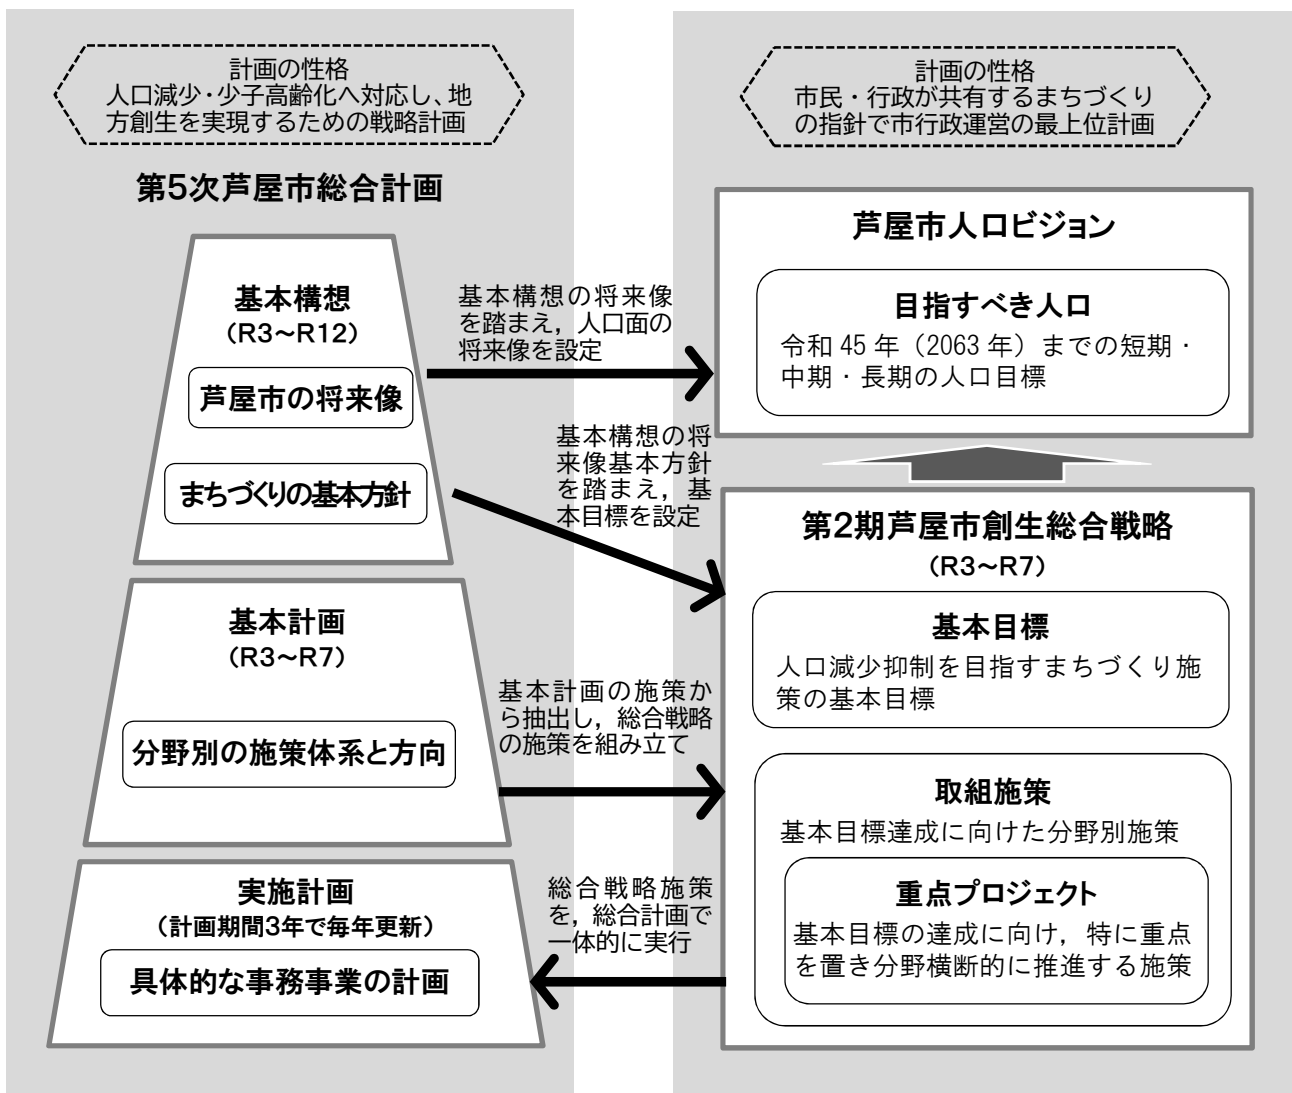 計画の性格
人口減少・少子高齢化へ対応し、地
方創生を実現するための戦略計画
第5次芦屋市総合計画
基本構想
（R3～R12）
芦屋市の将来像
まちづくりの基本方針
基本計画
（R3～R7）
分野別の施策体系と方向
実施計画
（計画期間3年で毎年更新）
具体的な事務事業の計画
基本構想の将来像
を踏まえ，人口面の
将来像を設定
基本構想の将
来像基本方針
を踏まえ，基
本目標を設定
基本計画の施策か
ら抽出し，総合戦略
の施策を組み立て
総合戦略施策
を，総合計画で
一体的に実行
計画の性格
市民・行政が共有するまちづくり
の指針で市行政運営の最上位計画
芦屋市人口ビジョン
目指すべき人口
令和 45 年（2063 年）までの短期・
中期・長期の人口目標
第2期芦屋市創生総合戦略
（R3～R7）
基本目標
人口減少抑制を目指すまちづくり施
策の基本目標
取組施策
基本目標達成に向けた分野別施策
重点プロジェクト
基本目標の達成に向け，特に重点
を置き分野横断的に推進する施策